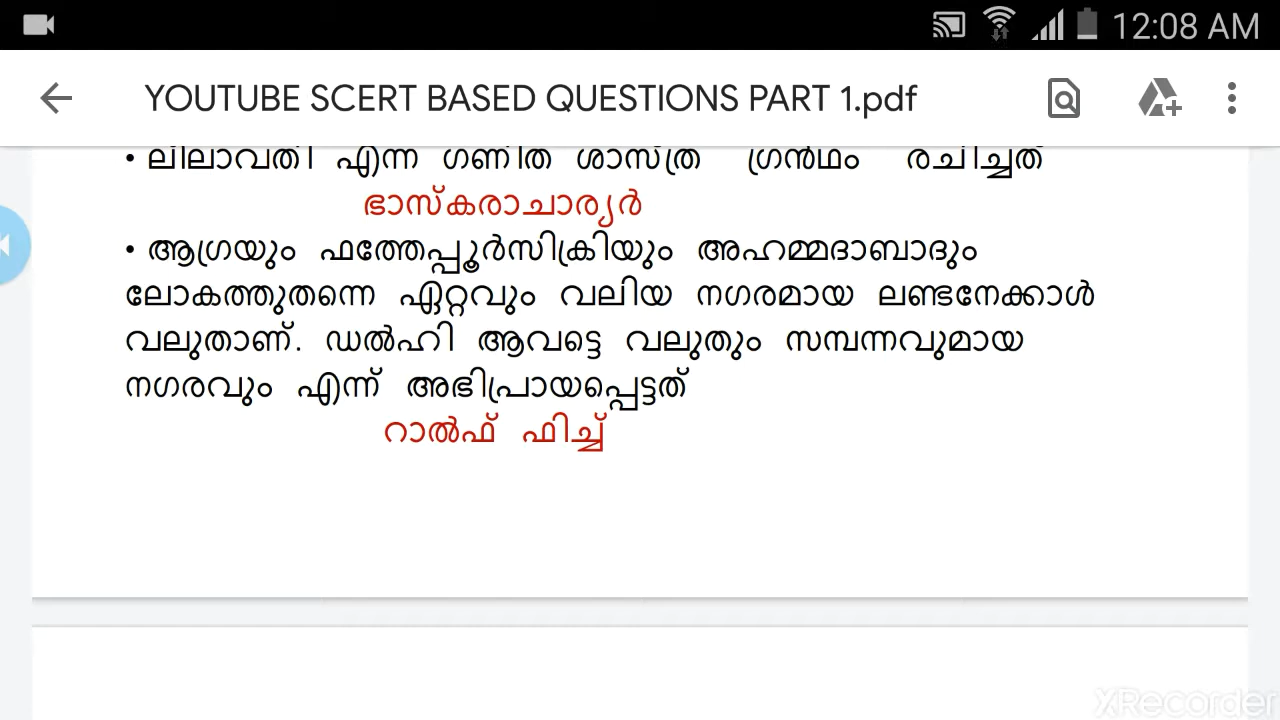 12:08 AM
YOUTUBE SCERT BASED QUESTIONS PART 1.pdf
• ലീലാവതി എന്ന ഗണിത ശാസ്ത്ര ഗ്രന്ഥം രചിച്ചത്
ഭാസ്കരാചാര്യർ
• ആഗ്രയും ഫത്തേപ്പൂർസിക്രിയും അഹമ്മദാബാദും
ലോകത്തുതന്നെ ഏറ്റവും വലിയ നഗരമായ ലണ്ടനേക്കാൾ
വലുതാണ്. ഡൽഹി ആവട്ടെ വലുതും സമ്പന്നവുമായ
നഗരവും എന്ന് അഭിപ്രായപ്പെട്ടത്
റാൽഫ് ഫിച്ച്
XRecorder